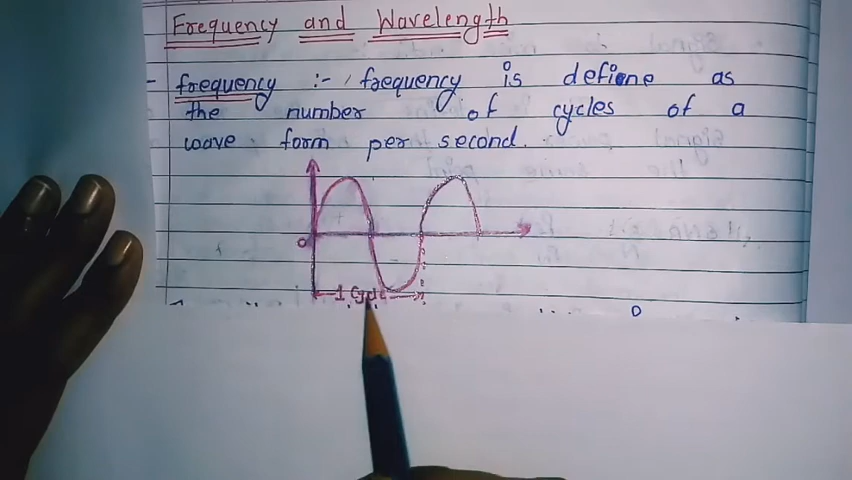 Frequency and Wavelength
- frequency :- frequency is define as
the number of cycles of a
wave form per second.
0
1 Cycle